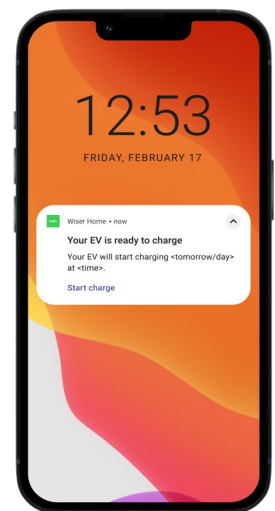 12:53
FRIDAY, FEBRUARY 17
Wiser Home • now
Your EV is ready to charge
Your EV will start charging <tomorrow/day>
at <time>.
Start charge